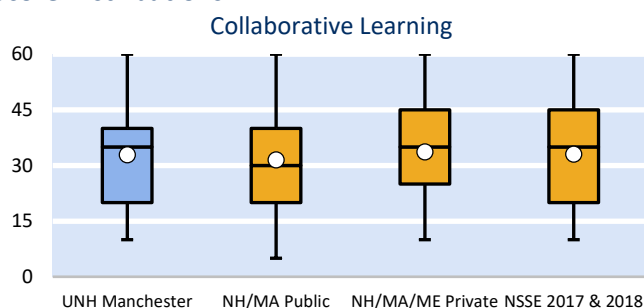 Collaborative Learning
60
45
30
15
0
UNH Manchester NH/MA Public NH/MA/ME Private NSSE 2017 & 2018